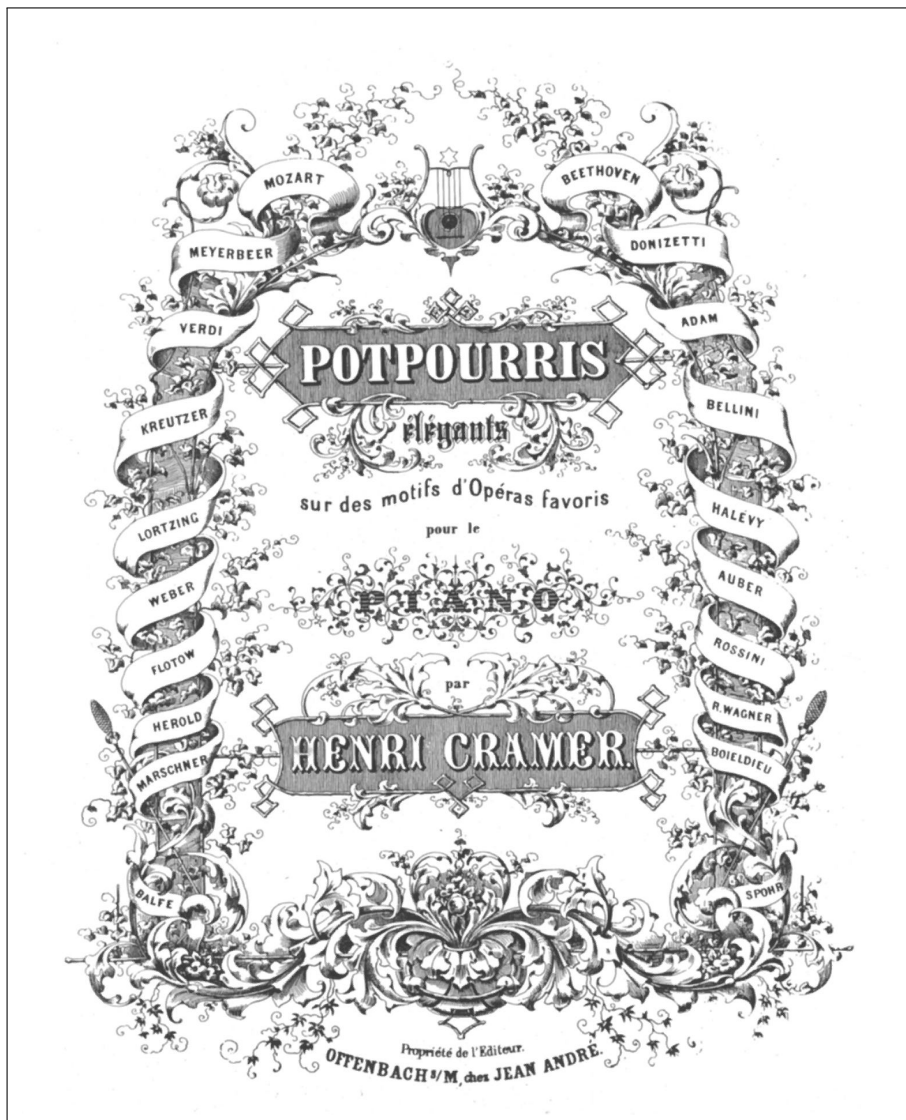 MOZART
MEYERBEER
VERDI
KREUTZER
LORTZING
WEBER
FLOTOW
HEROLD
MARSCHNER
BALFE
BEETHOVEN
DONIZETTI
ADAM
BELLINI
HALÉVY
AUBER
ROSSINI
R. WAGNER
BOIELDIEU
SPOHR
POTPOURRIS
élégants
sur des motifs d'Opéras favoris
pour le
PIANO
par
HENRI CRAMER.
Propriété de l'Editeur.
OFFENBACH s/M, chez JEAN ANDRÉ.